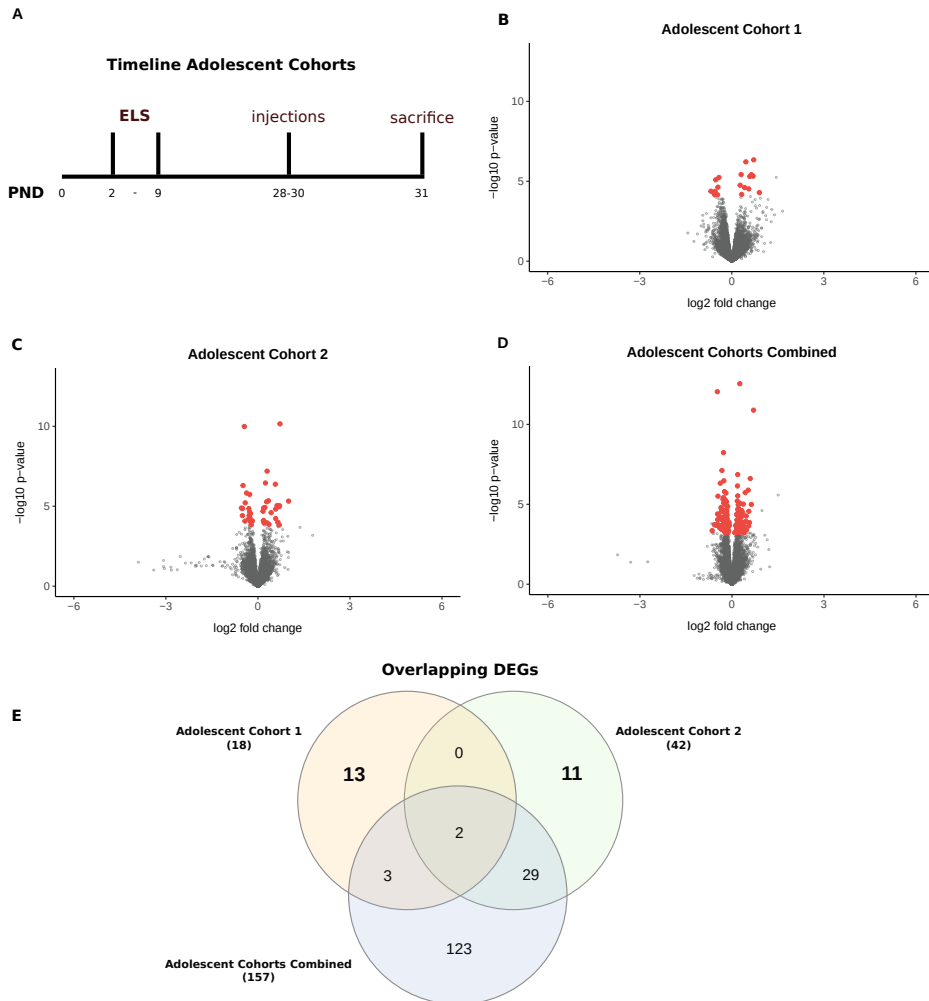 A
Timeline Adolescent Cohorts
ELS injections sacrifice
PND 0 2 - 9 28-30 31
B
Adolescent Cohort 1
−log10 p−value
10
5
0
−6 −3 0 3 6
log2 fold change
C
Adolescent Cohort 2
−log10 p−value
10
5
0
−6 −3 0 3 6
log2 fold change
D
Adolescent Cohorts Combined
−log10 p−value
10
5
0
−6 −3 0 3 6
log2 fold change
E
Overlapping DEGs
Adolescent Cohort 1
(18)
Adolescent Cohort 2
(42)
0
13 11
2
3 29
123
Adolescent Cohorts Combined
(157)